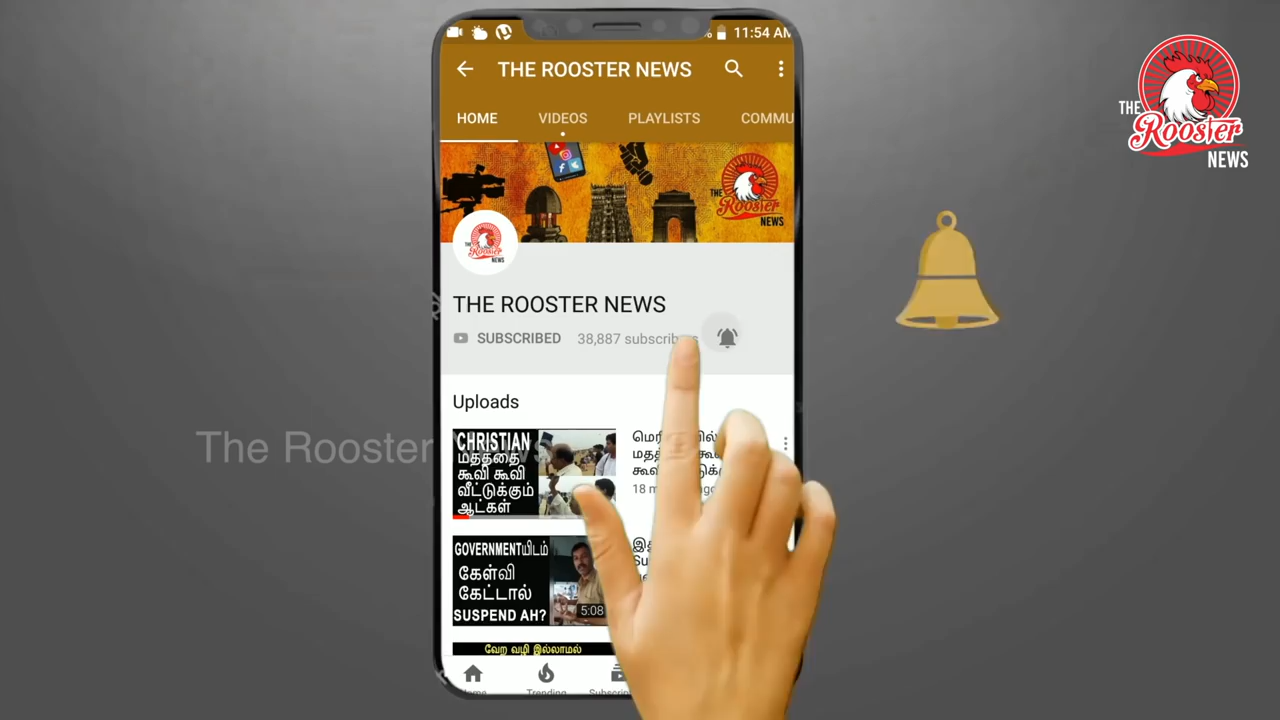 11:54 AM
THE ROOSTER NEWS
HOME VIDEOS PLAYLISTS COMMU
THE
Rooster
NEWS
THE
Rooster
NEWS
THE ROOSTER NEWS
SUBSCRIBED 38,887
Uploads
The Rooster
CHRISTIAN
மதத்தை
கூவி கூவி
வீட்டுக்கும்
ஆட்கள்
18
GOVERNMENTயிடம்
கேள்வி
கேட்டால்
SUSPEND AH?
5:08
வேற வழி இல்லாமல்
Trending